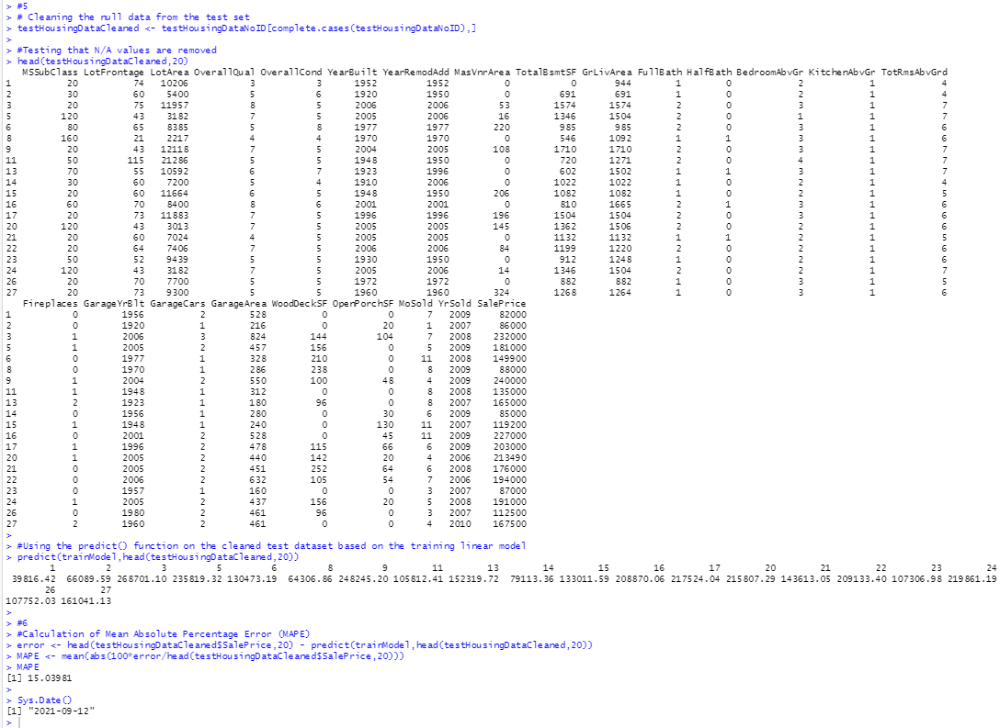 > #5
> # Cleaning the null data from the test set
> testHousingDataCleaned <- testHousingDataNoID[complete.cases(testHousingDataNoID),]
>
> #Testing that N/A values are removed
> head(testHousingDataCleaned,20)
   MSSubClass LotFrontage LotArea OverallQual OverallCond YearBuilt YearRemodAdd MasVnrArea TotalBsmtSF GrLivArea FullBath HalfBath BedroomAbvGr KitchenAbvGr TotRmsAbvGrd
1 20 74 10206 3 3 1952 1952 0 0 944 1 0 2 1 4
2 30 60 5400 5 6 1920 1950 0 691 691 1 0 2 1 4
3 20 75 11957 8 5 2006 2006 53 1574 1574 2 0 3 1 7
5 120 43 3182 7 5 2005 2006 16 1346 1504 2 0 1 1 7
6 80 65 8385 5 8 1977 1977 220 985 985 2 0 3 1 6
8 160 21 2217 4 4 1970 1970 0 546 1092 1 1 3 1 6
9 20 43 12118 7 5 2004 2005 108 1710 1710 2 0 3 1 7
11 50 115 21286 5 5 1948 1950 0 720 1271 2 0 4 1 7
13 70 55 10592 6 7 1923 1996 0 602 1502 1 1 3 1 7
14 30 60 7200 5 4 1910 2006 0 1022 1022 1 0 2 1 4
15 20 60 11664 6 5 1948 1950 206 1082 1082 1 0 2 1 5
16 60 70 8400 8 6 2001 2001 0 810 1665 2 1 3 1 6
17 20 73 11883 7 5 1996 1996 196 1504 1504 2 0 3 1 6
20 120 43 3013 7 5 2005 2005 145 1362 1506 2 0 2 1 6
21 20 60 7024 4 5 2005 2005 0 1132 1132 1 1 2 1 5
22 20 64 7406 7 5 2006 2006 84 1199 1220 2 0 2 1 6
23 50 52 9439 5 5 1930 1950 0 912 1248 1 0 2 1 6
24 120 43 3182 7 5 2005 2006 14 1346 1504 2 0 2 1 7
26 20 70 7700 5 5 1972 1972 0 882 882 1 0 3 1 5
27 20 73 9300 5 5 1960 1960 324 1268 1264 1 0 3 1 6
   Fireplaces GarageYrBlt GarageCars GarageArea WoodDeckSF OpenPorchSF MoSold YrSold SalePrice
1 0 1956 2 528 0 0 7 2009 82000
2 0 1920 1 216 0 20 1 2007 86000
3 1 2006 3 824 144 104 7 2008 232000
5 1 2005 2 457 156 0 5 2009 181000
6 0 1977 1 328 210 0 11 2008 149900
8 0 1970 1 286 238 0 8 2009 88000
9 1 2004 2 550 100 48 4 2009 240000
11 1 1948 1 312 0 0 8 2008 135000
13 2 1923 1 180 96 0 8 2007 165000
14 0 1956 1 280 0 30 6 2009 85000
15 1 1948 1 240 0 130 11 2007 119200
16 0 2001 2 528 0 45 11 2009 227000
17 1 1996 2 478 115 66 6 2009 203000
20 1 2005 2 440 142 20 4 2006 213490
21 0 2005 2 451 252 64 6 2008 176000
22 0 2006 2 632 105 54 7 2006 194000
23 0 1957 1 160 0 0 3 2007 87000
24 1 2005 2 437 156 20 5 2008 191000
26 0 1980 2 461 96 0 3 2007 112500
27 2 1960 2 461 0 0 4 2010 167500
>
> #Using the predict() function on the cleaned test dataset based on the training linear model
> predict(trainModel,head(testHousingDataCleaned,20))
1 2 3 5 6 8 9 11 13 14 15 16 17 20 21 22 23 24
39816.42 66089.59 268701.10 235819.32 130473.19 64306.86 248245.20 105812.41 152319.72 79113.36 133011.59 208870.06 217524.04 215807.29 143613.05 209133.40 107306.98 219861.19
26 27
107752.03 161041.13
>
> #6
> #Calculation of Mean Absolute Percentage Error (MAPE)
> error <- head(testHousingDataCleaned$SalePrice,20) - predict(trainModel,head(testHousingDataCleaned,20))
> MAPE <- mean(abs(100*error/head(testHousingDataCleaned$SalePrice,20)))
> MAPE
[1] 15.03981
>
> Sys.Date()
[1] "2021-09-12"
>